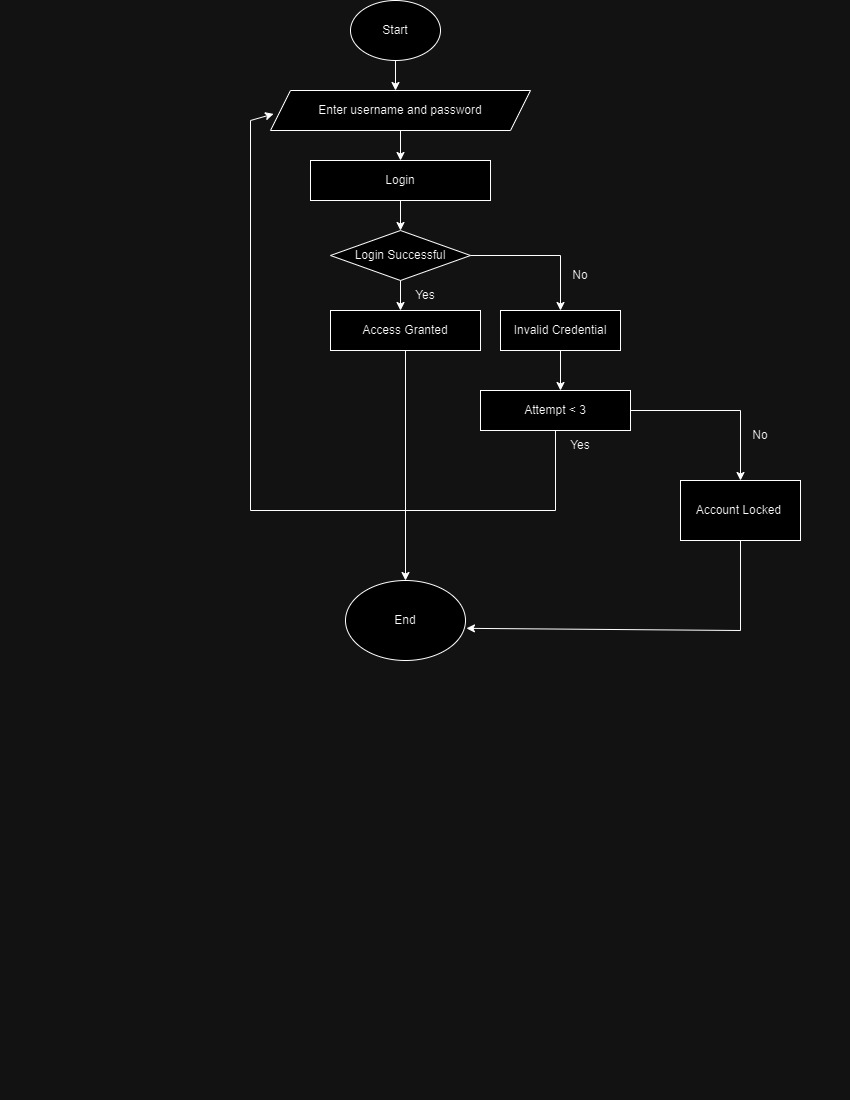 Start
Enter username and password
Login
Login Successful
No
Yes
Access Granted
Invalid Credential
Attempt < 3
No
Yes
Account Locked
End